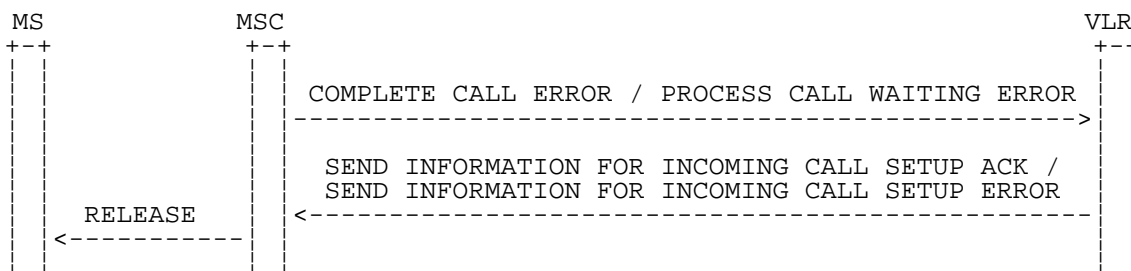 MS MSC VLR
COMPLETE CALL ERROR / PROCESS CALL WAITING ERROR
SEND INFORMATION FOR INCOMING CALL SETUP ACK /
SEND INFORMATION FOR INCOMING CALL SETUP ERROR
RELEASE